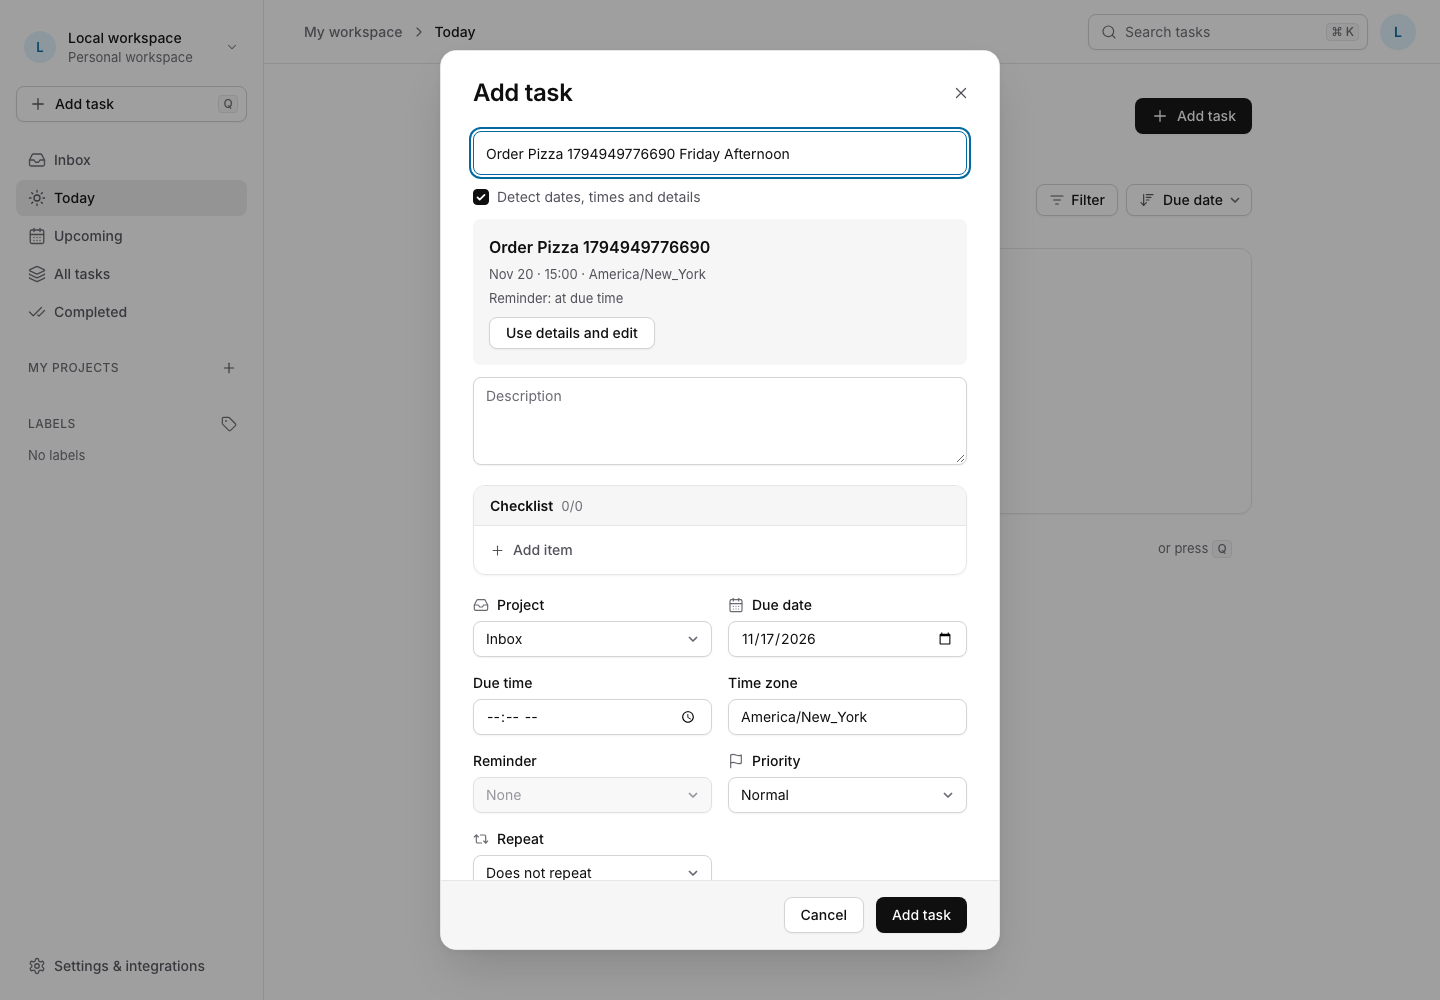 L
Local workspace
Personal workspace
Add task Q
Inbox
Today
Upcoming
All tasks
Completed
MY PROJECTS
LABELS
No labels
Settings & integrations
My workspace > Today
Search tasks ⌘ K
L
Add task
Filter
Due date
or press Q
Add task
Order Pizza 1794949776690 Friday Afternoon
Detect dates, times and details
Order Pizza 1794949776690
Nov 20 · 15:00 · America/New_York
Reminder: at due time
Use details and edit
Description
Checklist 0/0
Add item
Project
Inbox
Due date
11/17/2026
Due time
--:-- --
Time zone
America/New_York
Reminder
None
Priority
Normal
Repeat
Does not repeat
Cancel
Add task